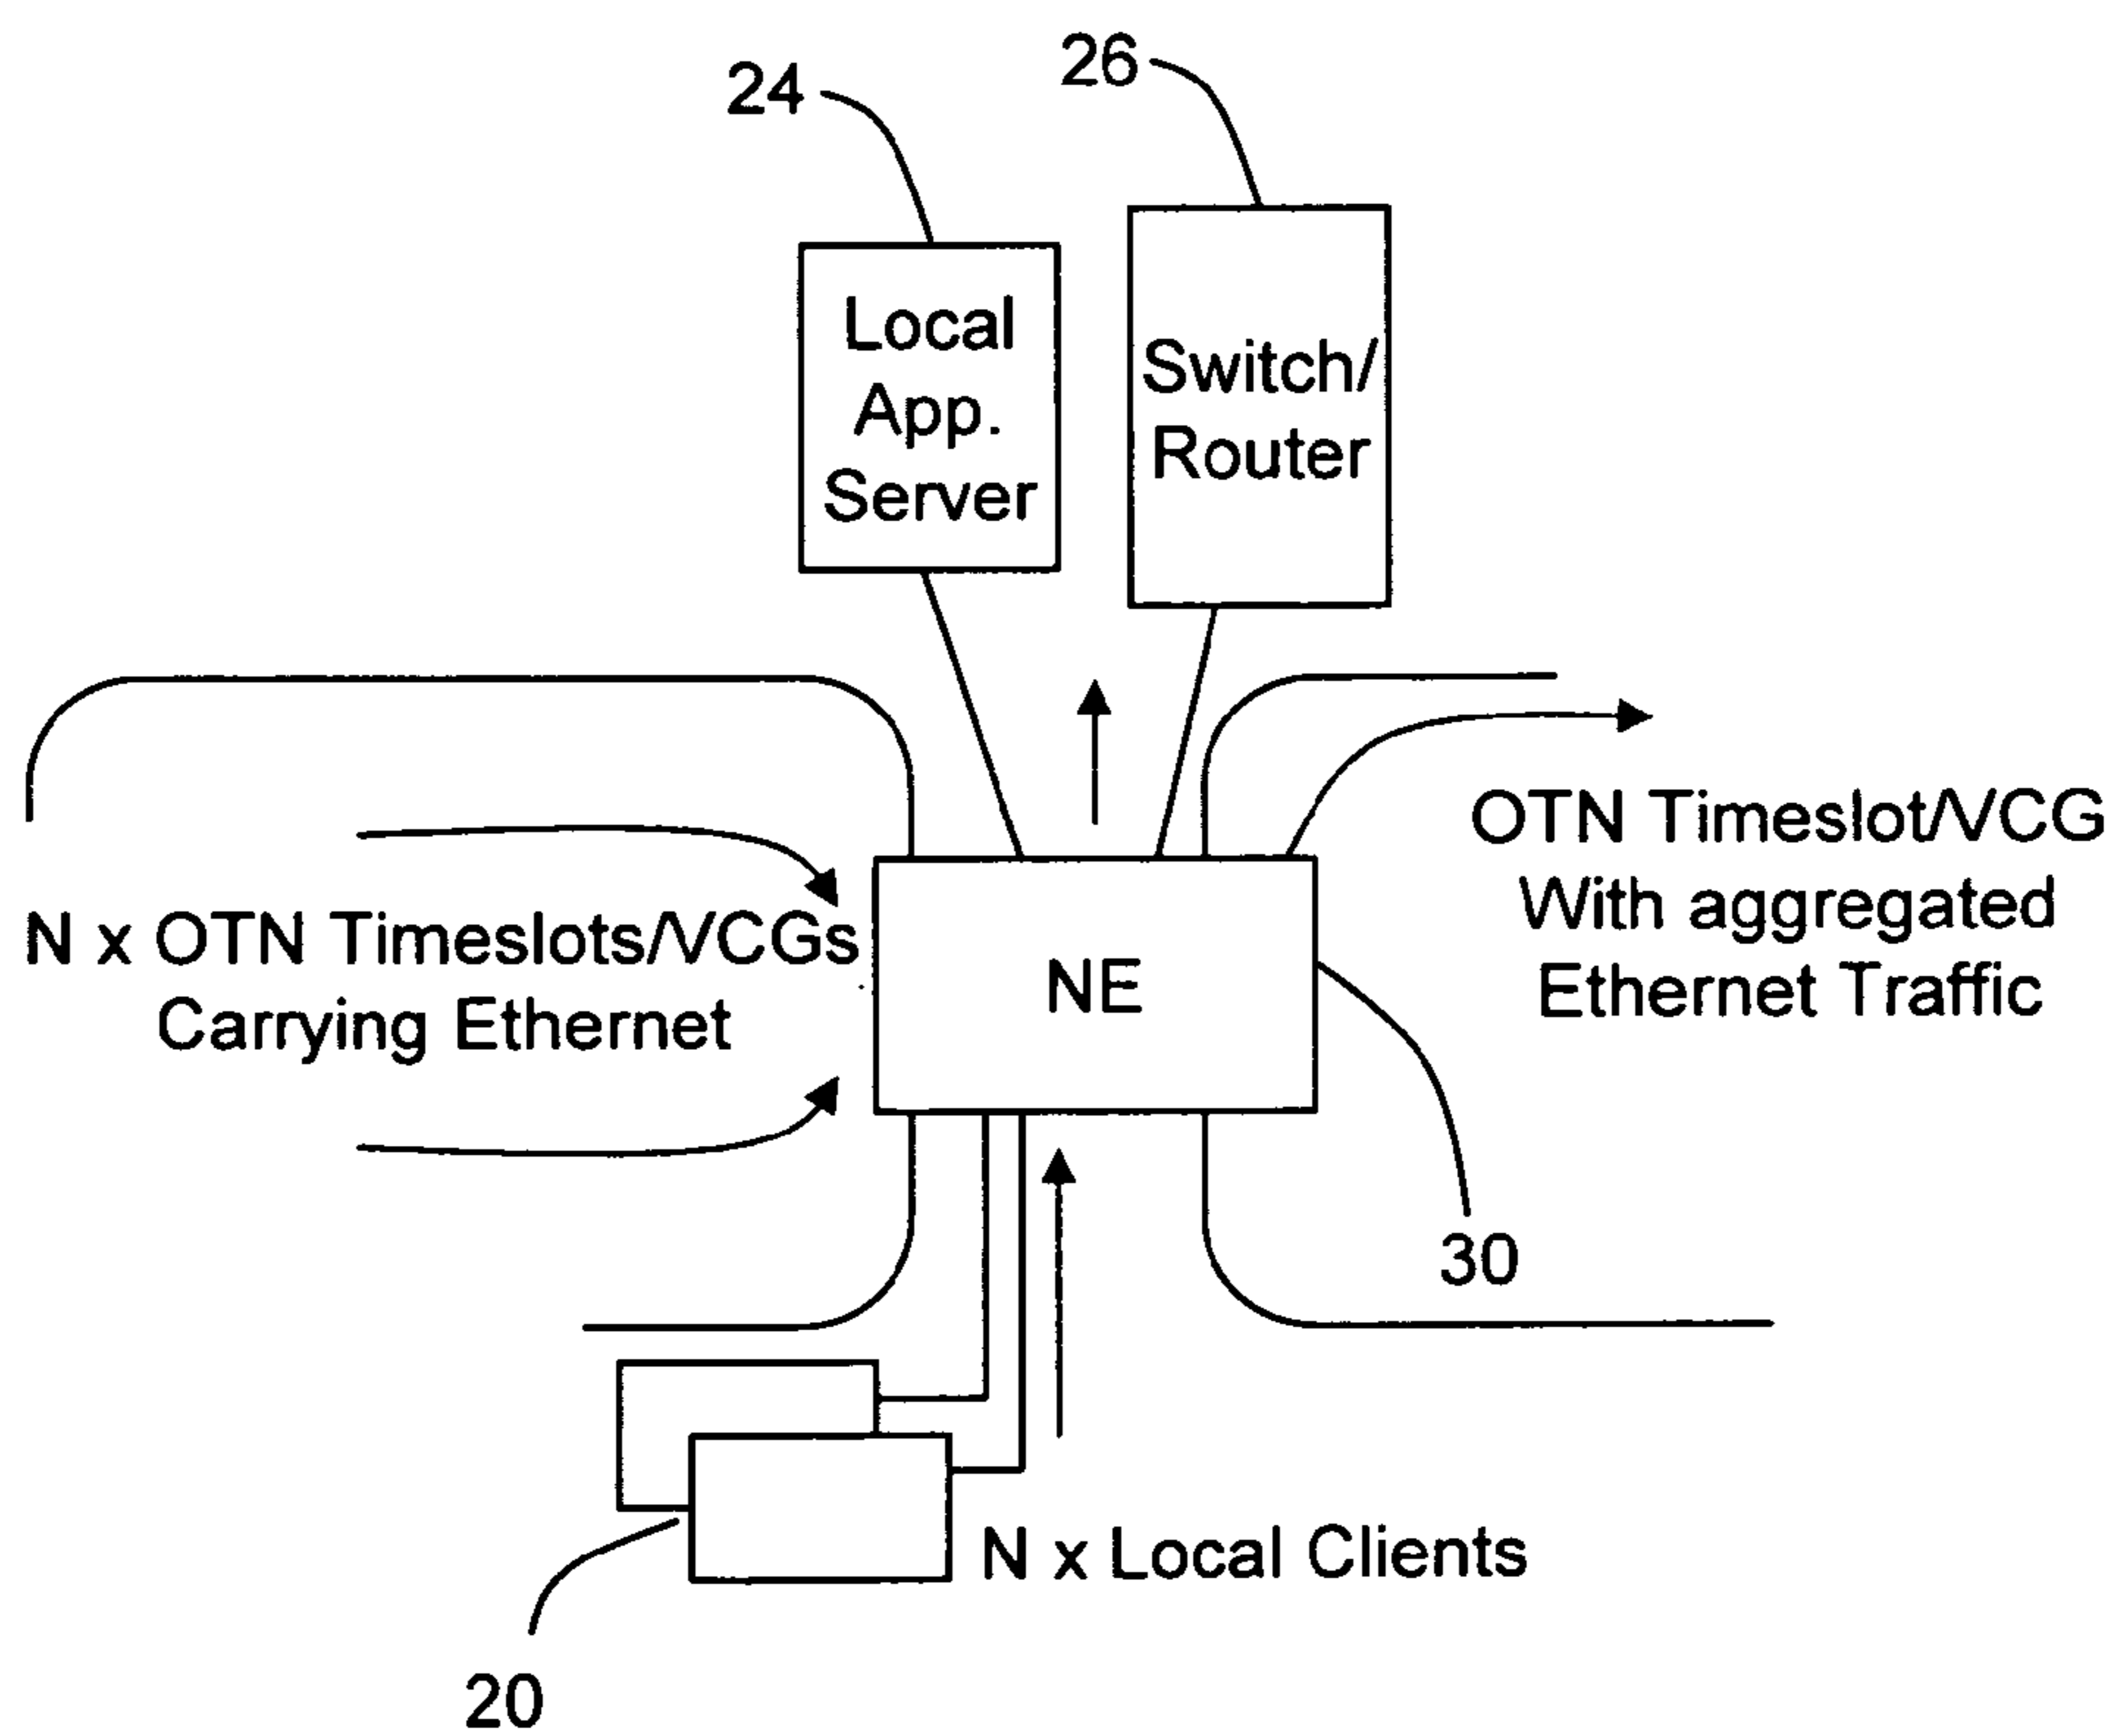 26
24
Local
App.
Server
Switch/
Router
OTN Timeslot/VCG
With aggregated
Ethernet Traffic
N x OTN Timeslots/VCGs
Carrying Ethernet
NE
30
N x Local Clients
20